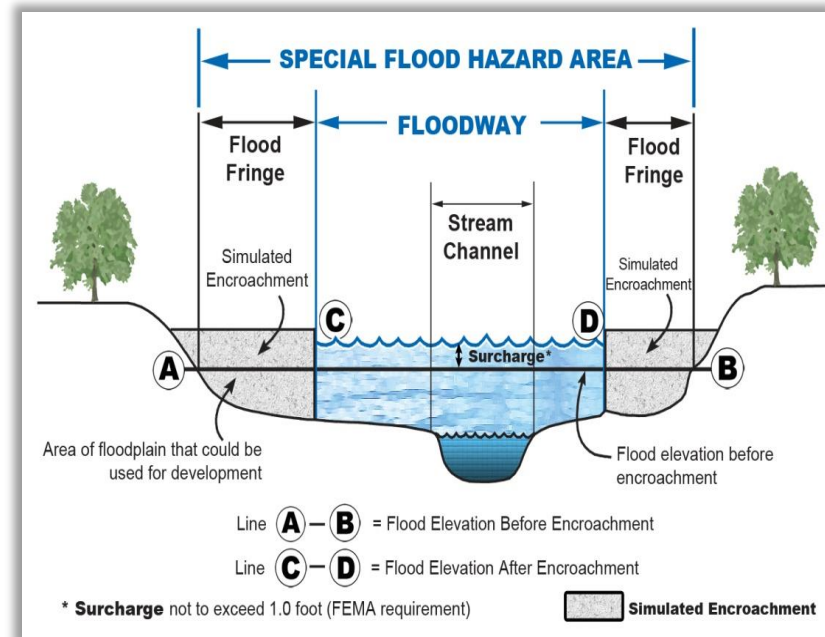 SPECIAL FLOOD HAZARD AREA
FLOODWAY
Flood
Fringe
Flood
Fringe
Stream
Channel
Simulated
Encroachment
Simulated
Encroachment
C
D
Surcharge*
A
B
Area of floodplain that could be
used for development
Flood elevation before
encroachment
Line A – B = Flood Elevation Before Encroachment
Line C – D = Flood Elevation After Encroachment
* Surcharge not to exceed 1.0 foot (FEMA requirement)
Simulated Encroachment